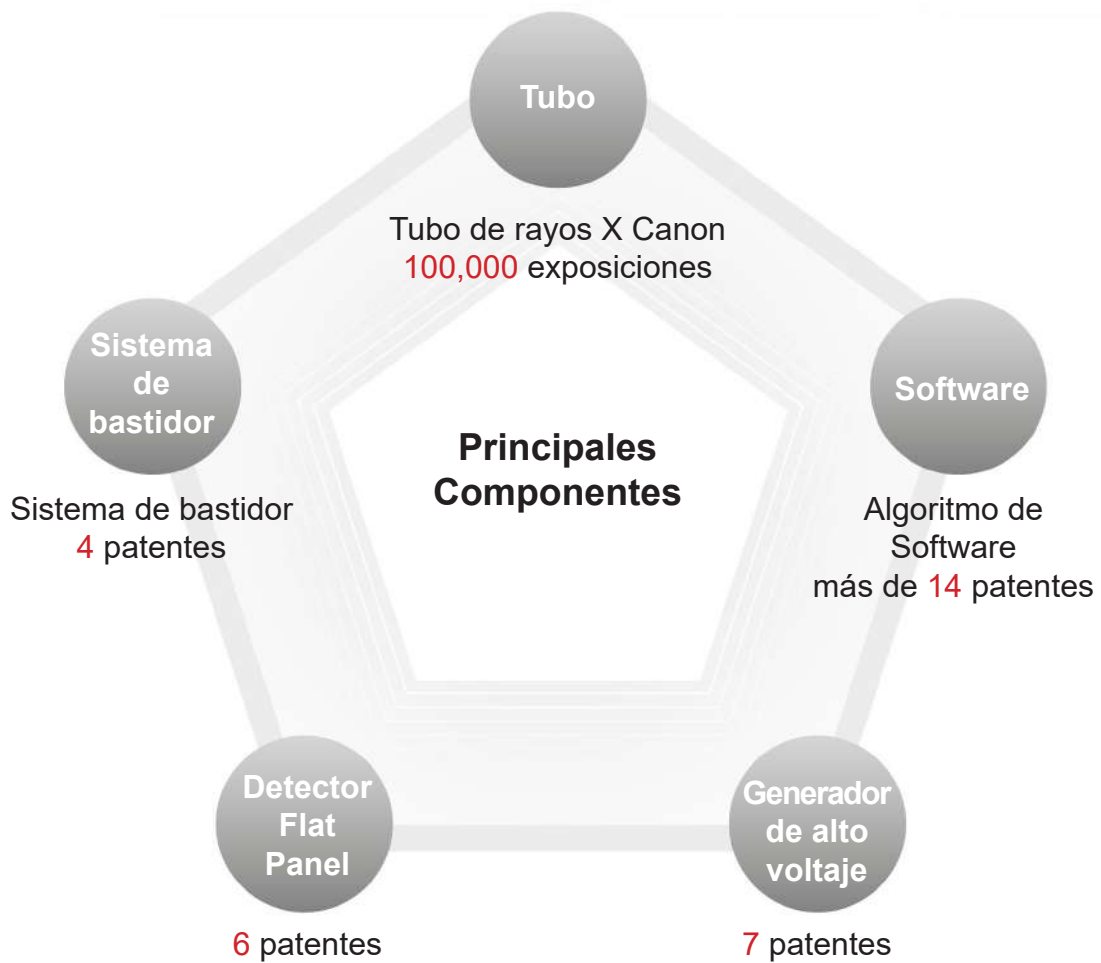 Tubo
Tubo de rayos X Canon
100,000 exposiciones
Sistema
de
bastidor
Sistema de bastidor
4 patentes
Software
Algoritmo de
Software
más de 14 patentes
Principales
Componentes
Detector
Flat
Panel
6 patentes
Generador
de alto
voltaje
7 patentes